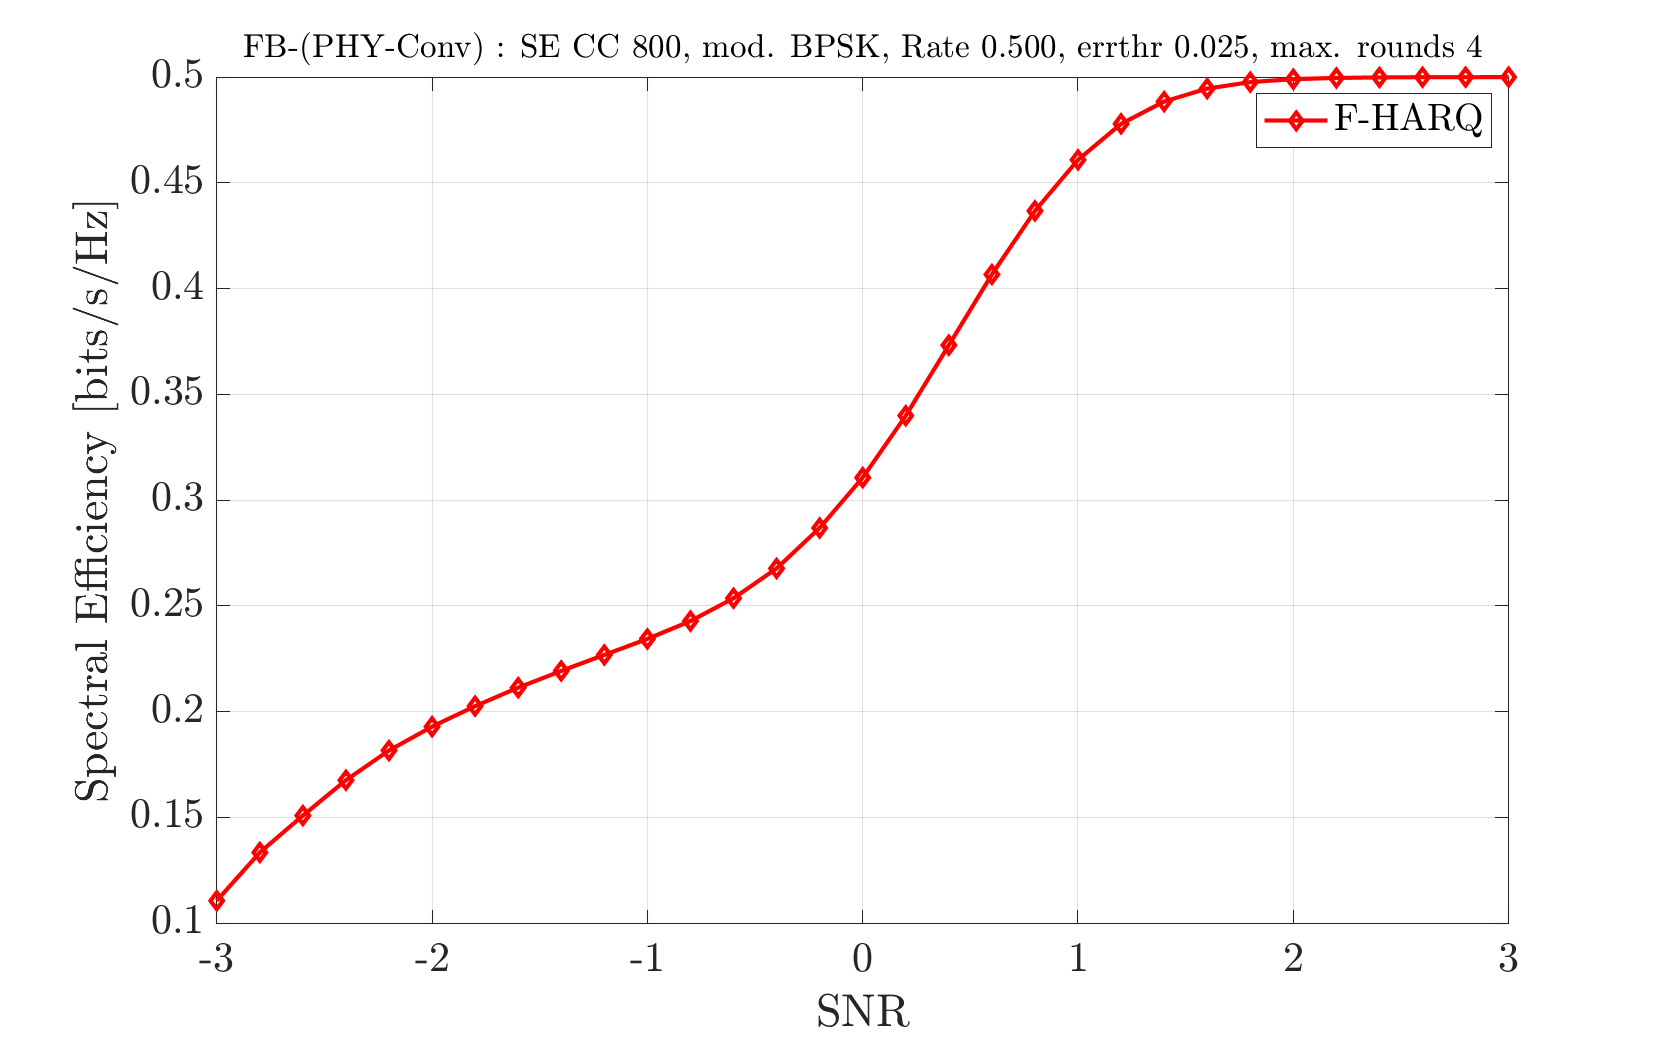 FB-(PHY-Conv) : SE CC 800, mod. BPSK, Rate 0.500, errthr 0.025, max. rounds 4
0.5
F-HARQ
0.45
0.4
0.35
0.3
0.25
0.2
0.15
0.1
Spectral Efficiency [bits/s/Hz]
-3 -2 -1 0 1 2 3
SNR